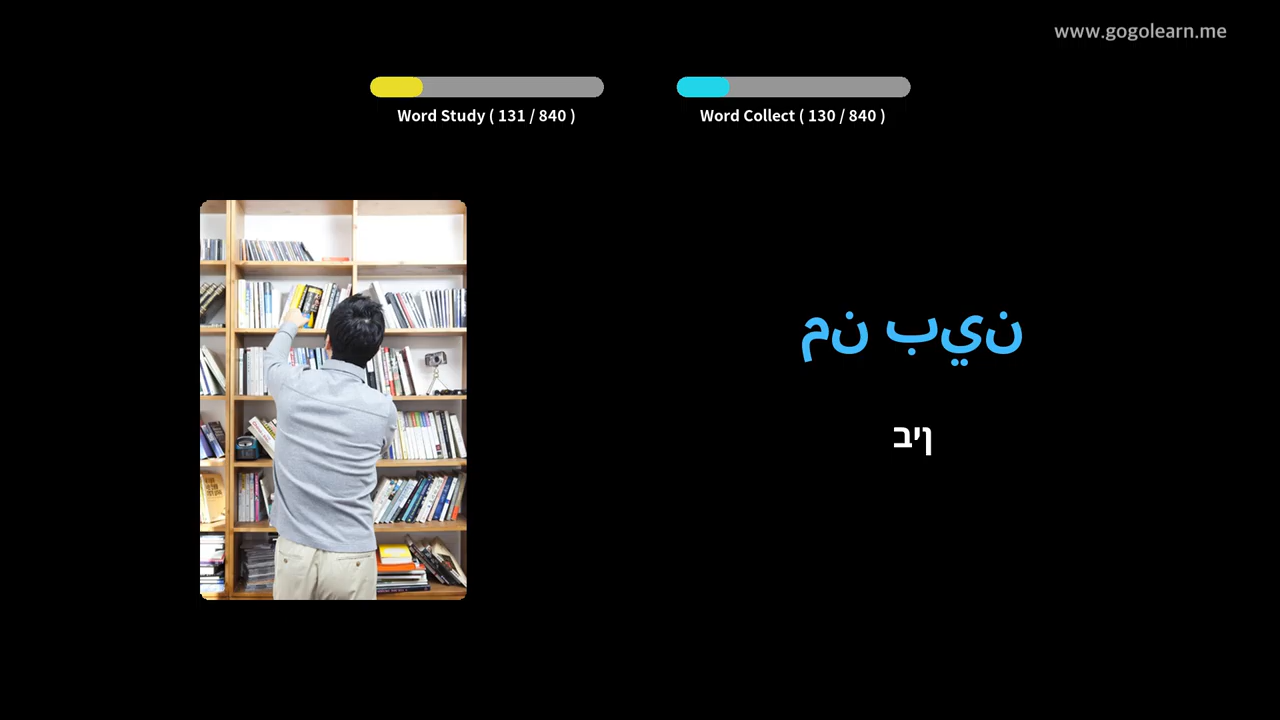 www.gogolearn.me
Word Study ( 131 / 840 )
Word Collect ( 130 / 840 )
من بين
בין